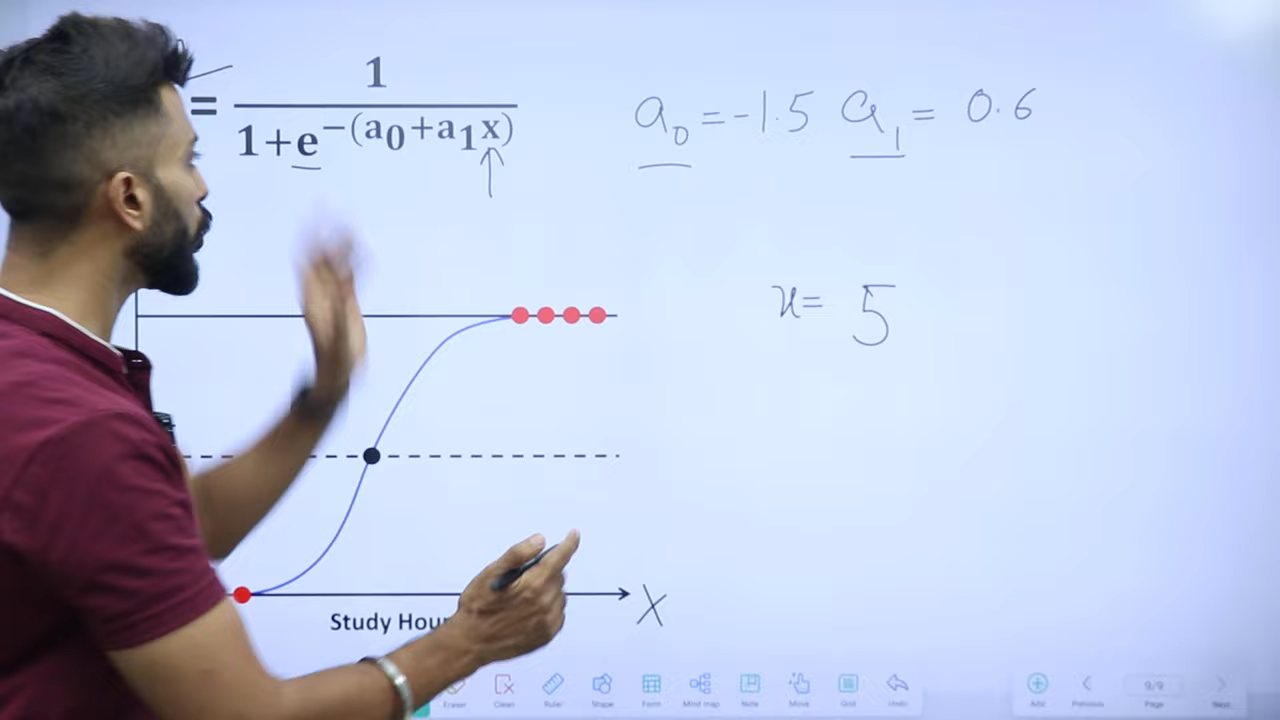 = 1 / 1+e^-(a₀+a₁x)
a₀ = -1.5 a₁ = 0.6
x = 5
X
Study Hou
Eraser Clean Ruler Shape Form Mind map Note Move Grid Undo Add Previous 9/9 Page Next